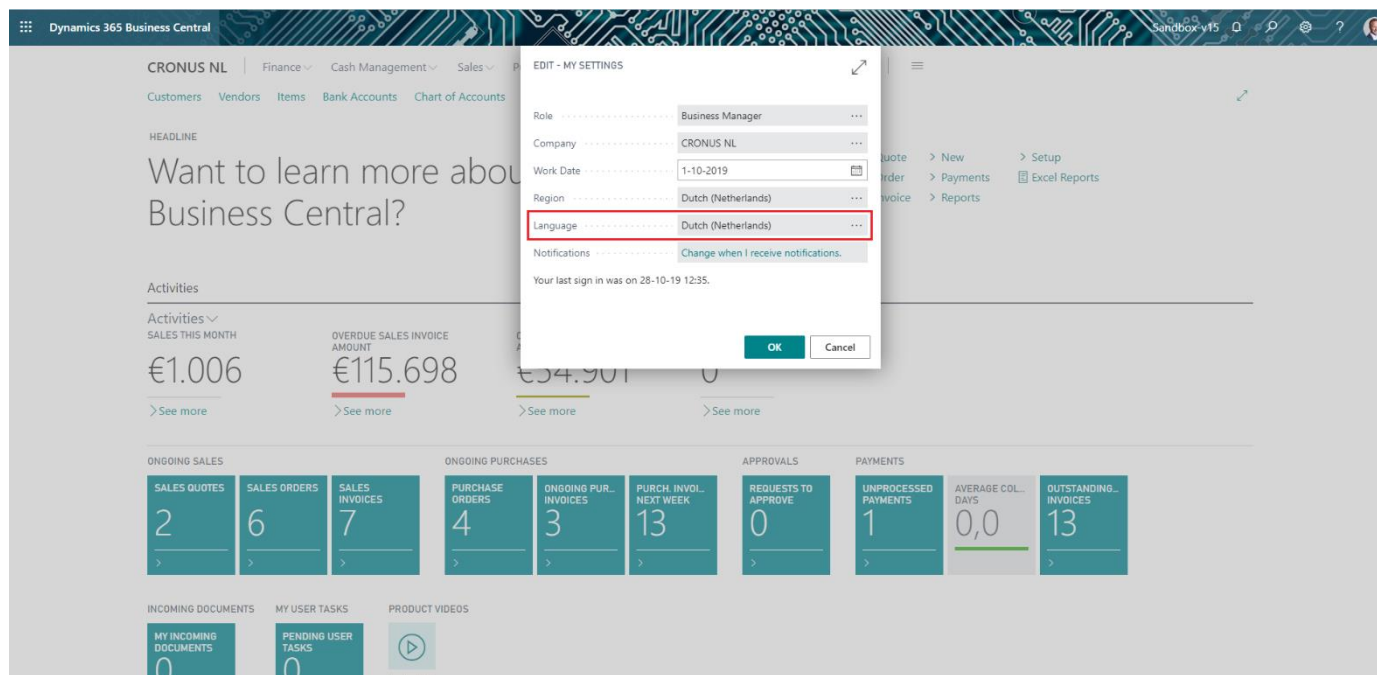 Dynamics 365 Business Central
Sandbox-v15 ?
CRONUS NL Finance Cash Management Sales
Customers Vendors Items Bank Accounts Chart of Accounts
HEADLINE
Want to learn more about
Business Central?
EDIT - MY SETTINGS
Role Business Manager ...
Company CRONUS NL ...
Work Date 1-10-2019
Region Dutch (Netherlands) ...
Language Dutch (Netherlands) ...
Notifications Change when I receive notifications.
Your last sign in was on 28-10-19 12:35.
OK Cancel
> New > Setup
> Payments Excel Reports
> Reports
Activities
Activities
SALES THIS MONTH
€1.006
>See more
OVERDUE SALES INVOICE
AMOUNT
€115.698
>See more
€54.901
>See more
0
>See more
ONGOING SALES
SALES QUOTES
2
>
SALES ORDERS
6
>
SALES
INVOICES
7
>
ONGOING PURCHASES
PURCHASE
ORDERS
4
>
ONGOING PUR...
INVOICES
3
>
PURCH. INVOI...
NEXT WEEK
13
>
APPROVALS
REQUESTS TO
APPROVE
0
>
PAYMENTS
UNPROCESSED
PAYMENTS
1
>
AVERAGE COL...
DAYS
0,0
OUTSTANDING...
INVOICES
13
>
INCOMING DOCUMENTS
MY INCOMING
DOCUMENTS
0
MY USER TASKS
PENDING USER
TASKS
0
PRODUCT VIDEOS